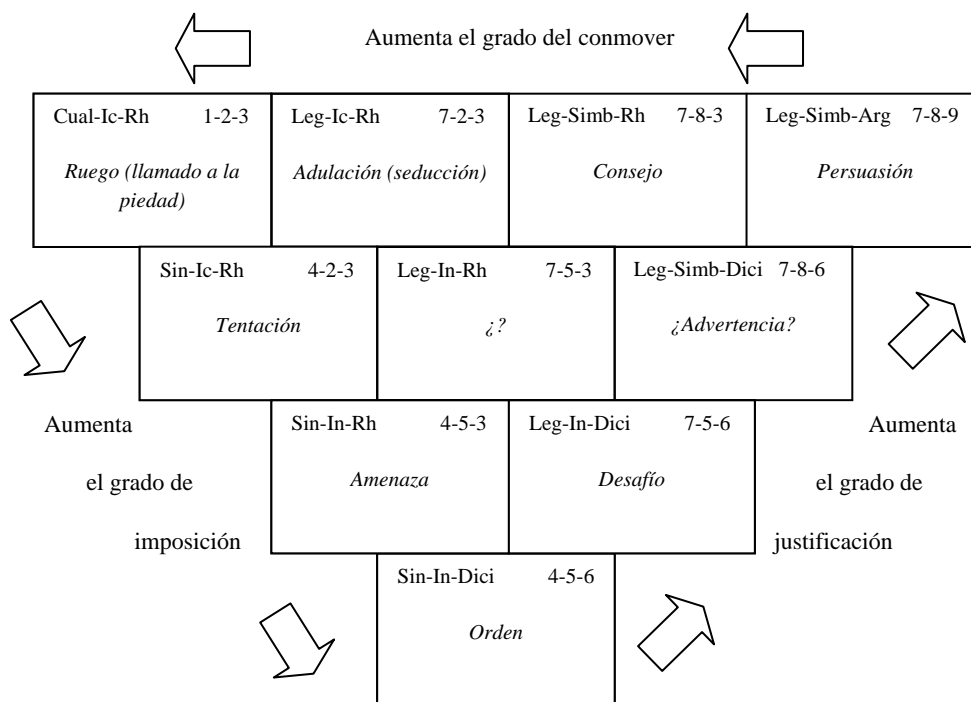 Aumenta el grado del conmover
Cual-Ic-Rh 1-2-3
Ruego (llamado a la
piedad)
Leg-Ic-Rh 7-2-3
Adulación (seducción)
Leg-Simb-Rh 7-8-3
Consejo
Leg-Simb-Arg 7-8-9
Persuasión
Sin-Ic-Rh 4-2-3
Tentación
Leg-In-Rh 7-5-3
¿?
Leg-Simb-Dici 7-8-6
¿Advertencia?
Aumenta
el grado de
imposición
Sin-In-Rh 4-5-3
Amenaza
Leg-In-Dici 7-5-6
Desafío
Aumenta
el grado de
justificación
Sin-In-Dici 4-5-6
Orden